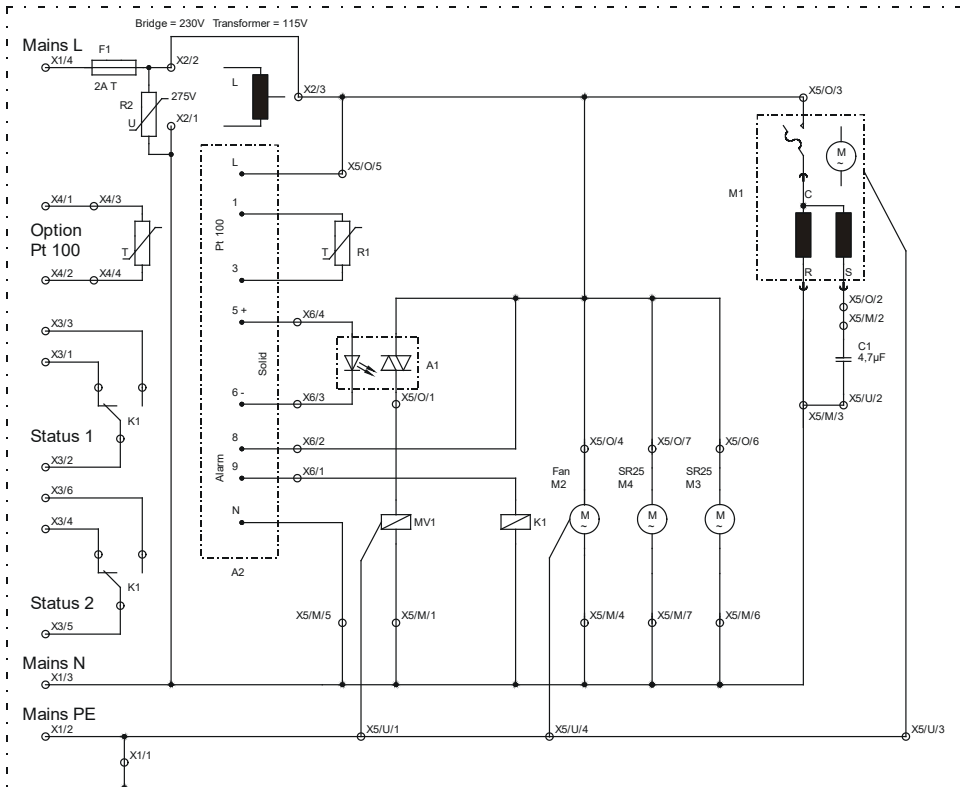 Bridge = 230V Transformer = 115V
Mains L
F1
X1/4
X2/2
2A T
L
X2/3
X5/O/3
R2
275V
U
X2/1
M
~
L
X5/O/5
M1
C
X4/1
X4/3
1
Option
Pt 100
T
Pt 100
T
R1
X4/2
X4/4
3
R
S
X5/O/2
X3/3
5 +
X6/4
X5/M/2
X3/1
Solid
A1
C1
4,7µF
6 -
X6/3
X5/O/1
X5/U/2
X5/M/3
K1
Status 1
8
X6/2
X5/O/4
X5/O/7
X5/O/6
X3/2
Alarm
9
X6/1
Fan
M2
SR25
M4
SR25
M3
X3/6
X3/4
N
MV1
K1
M
~
M
~
M
~
K1
A2
Status 2
X5/M/5
X5/M/1
X5/M/4
X5/M/7
X5/M/6
X3/5
Mains N
X1/3
Mains PE
X1/2
X5/U/1
X5/U/4
X5/U/3
X1/1